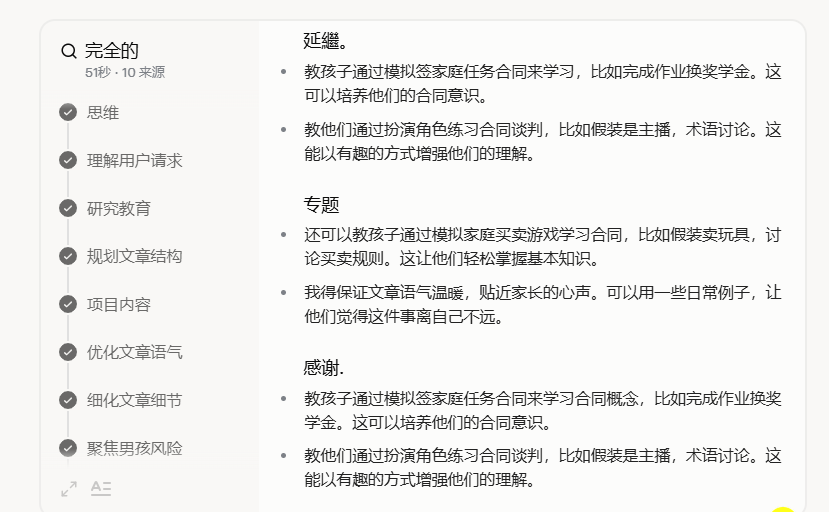 完全的
51秒 · 10 来源
思维
理解用户请求
研究教育
规划文章结构
项目内容
优化文章语气
细化文章细节
聚焦男孩风险
延繼。
教孩子通过模拟签家庭任务合同来学习，比如完成作业换奖学金。这
可以培养他们的合同意识。
教他们通过扮演角色练习合同谈判，比如假装是主播，术语讨论。这
能以有趣的方式增强他们的理解。
专题
还可以教孩子通过模拟家庭买卖游戏学习合同，比如假装卖玩具，讨
论买卖规则。这让他们轻松掌握基本知识。
我得保证文章语气温暖，贴近家长的心声。可以用一些日常例子，让
他们觉得这件事离自己不远。
感谢.
教孩子通过模拟签家庭任务合同来学习合同概念，比如完成作业换奖
学金。这可以培养他们的合同意识。
教他们通过扮演角色练习合同谈判，比如假装是主播，术语讨论。这
能以有趣的方式增强他们的理解。